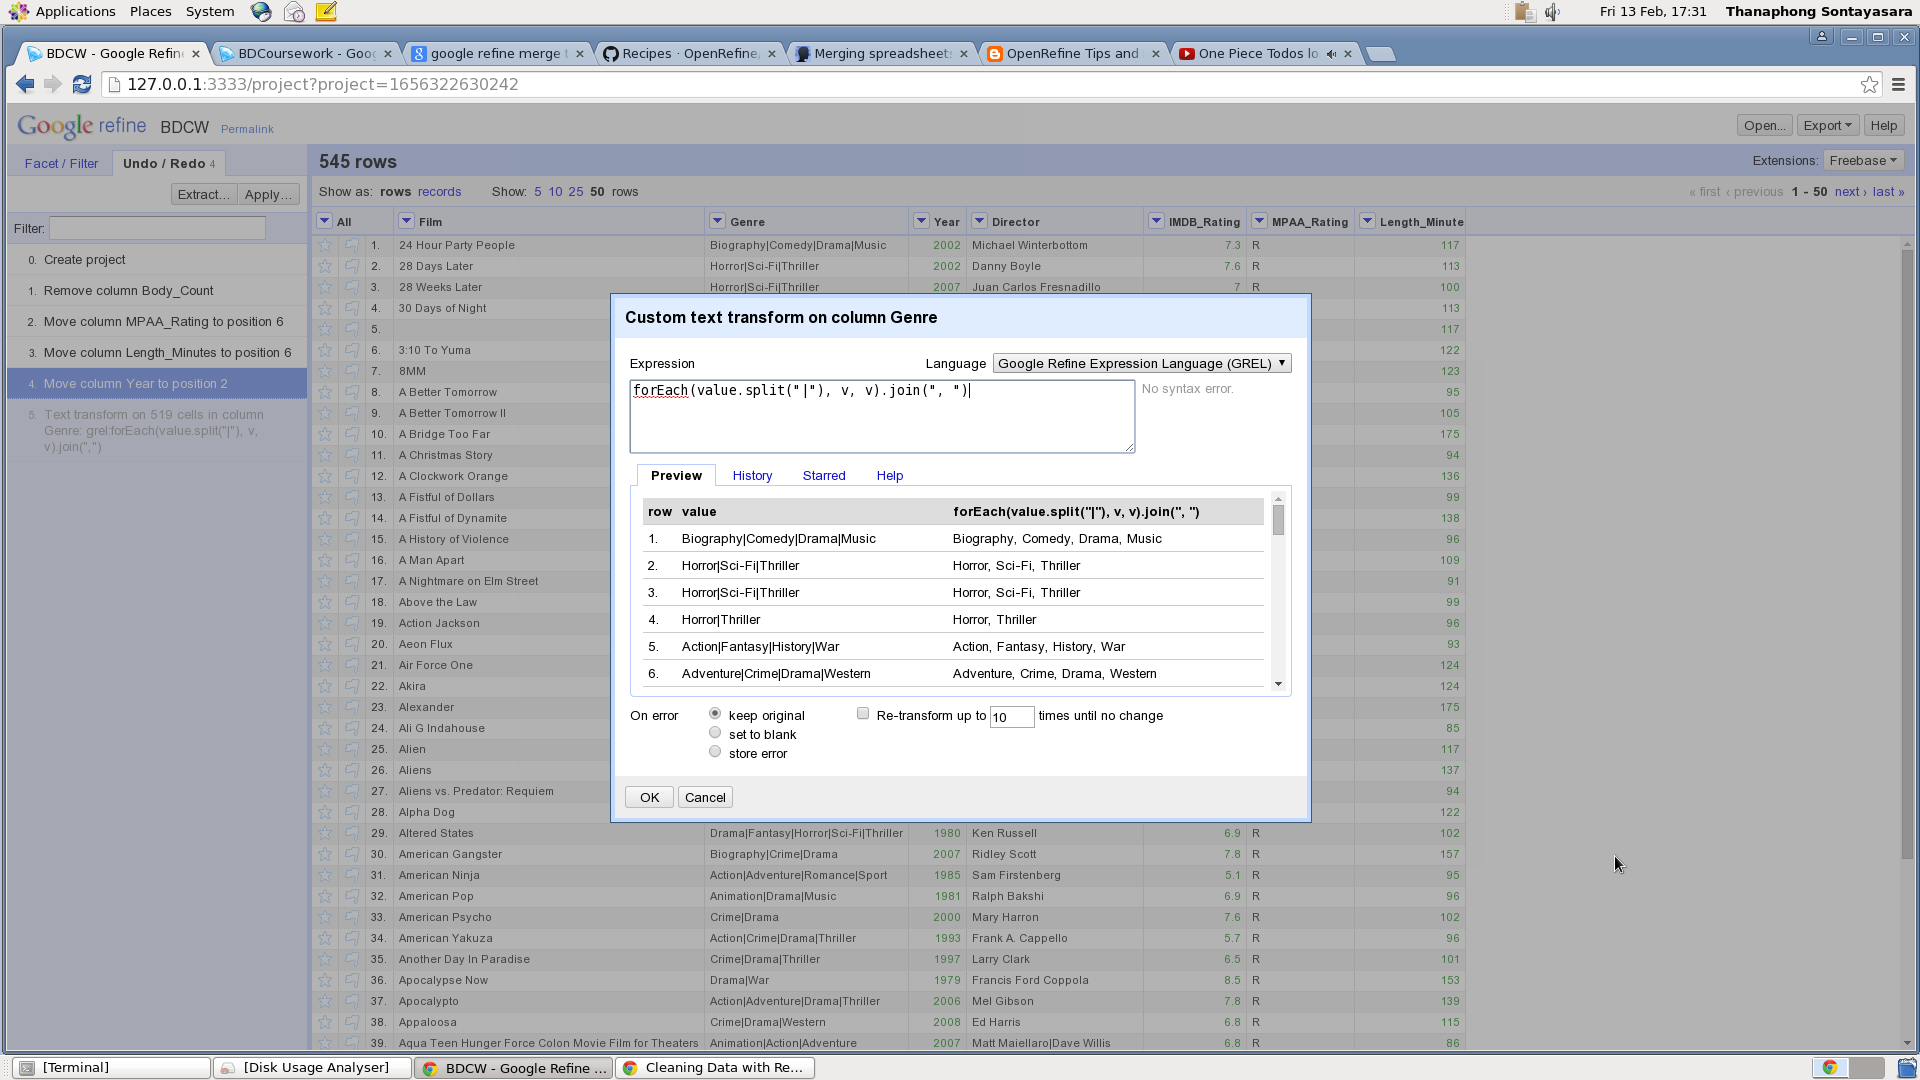 Applications Places System Fri 13 Feb, 17:31 Thanaphong Sontayasara
BDCW - Google Refin BDCoursework - Goo google refine merge t Recipes · OpenRefine Merging spreadsheet OpenRefine Tips and One Piece Todos lo
127.0.0.1:3333/project?project=1656322630242
Google refine BDCW Permalink Open... Export Help
Facet / Filter Undo / Redo 4 545 rows Extensions: Freebase
Extract... Apply... Show as: rows records Show: 5 10 25 50 rows « first ‹ previous 1 - 50 next › last »
Filter:
0. Create project
1. Remove column Body_Count
2. Move column MPAA_Rating to position 6
3. Move column Length_Minutes to position 6
4. Move column Year to position 2
5. Text transform on 519 cells in column
Genre: grel:forEach(value.split("|"), v,
v).join(",")
All Film Genre Year Director IMDB_Rating MPAA_Rating Length_Minute
1. 24 Hour Party People Biography|Comedy|Drama|Music 2002 Michael Winterbottom 7.3 R 117
2. 28 Days Later Horror|Sci-Fi|Thriller 2002 Danny Boyle 7.6 R 113
3. 28 Weeks Later Horror|Sci-Fi|Thriller 2007 Juan Carlos Fresnadillo 7 R 100
4. 30 Days of Night 113
5. 117
6. 3:10 To Yuma 122
7. 8MM 123
8. A Better Tomorrow 95
9. A Better Tomorrow II 105
10. A Bridge Too Far 175
11. A Christmas Story 94
12. A Clockwork Orange 136
13. A Fistful of Dollars 99
14. A Fistful of Dynamite 138
15. A History of Violence 96
16. A Man Apart 109
17. A Nightmare on Elm Street 91
18. Above the Law 99
19. Action Jackson 96
20. Aeon Flux 93
21. Air Force One 124
22. Akira 124
23. Alexander 175
24. Ali G Indahouse 85
25. Alien 117
26. Aliens 137
27. Aliens vs. Predator: Requiem 94
28. Alpha Dog 122
29. Altered States Drama|Fantasy|Horror|Sci-Fi|Thriller 1980 Ken Russell 6.9 R 102
30. American Gangster Biography|Crime|Drama 2007 Ridley Scott 7.8 R 157
31. American Ninja Action|Adventure|Romance|Sport 1985 Sam Firstenberg 5.1 R 95
32. American Pop Animation|Drama|Music 1981 Ralph Bakshi 6.9 R 96
33. American Psycho Crime|Drama 2000 Mary Harron 7.6 R 102
34. American Yakuza Action|Crime|Drama|Thriller 1993 Frank A. Cappello 5.7 R 96
35. Another Day In Paradise Crime|Drama|Thriller 1997 Larry Clark 6.5 R 101
36. Apocalypse Now Drama|War 1979 Francis Ford Coppola 8.5 R 153
37. Apocalypto Action|Adventure|Drama|Thriller 2006 Mel Gibson 7.8 R 139
38. Appaloosa Crime|Drama|Western 2008 Ed Harris 6.8 R 115
39. Aqua Teen Hunger Force Colon Movie Film for Theaters Animation|Action|Adventure 2007 Matt Maiellaro|Dave Willis 6.8 R 86
Custom text transform on column Genre
Expression Language Google Refine Expression Language (GREL)
forEach(value.split("|"), v, v).join(", ") No syntax error.
Preview History Starred Help
row value forEach(value.split("|"), v, v).join(", ")
1. Biography|Comedy|Drama|Music Biography, Comedy, Drama, Music
2. Horror|Sci-Fi|Thriller Horror, Sci-Fi, Thriller
3. Horror|Sci-Fi|Thriller Horror, Sci-Fi, Thriller
4. Horror|Thriller Horror, Thriller
5. Action|Fantasy|History|War Action, Fantasy, History, War
6. Adventure|Crime|Drama|Western Adventure, Crime, Drama, Western
On error keep original Re-transform up to 10 times until no change
set to blank
store error
OK Cancel
[Terminal] [Disk Usage Analyser] BDCW - Google Refine ... Cleaning Data with Re...